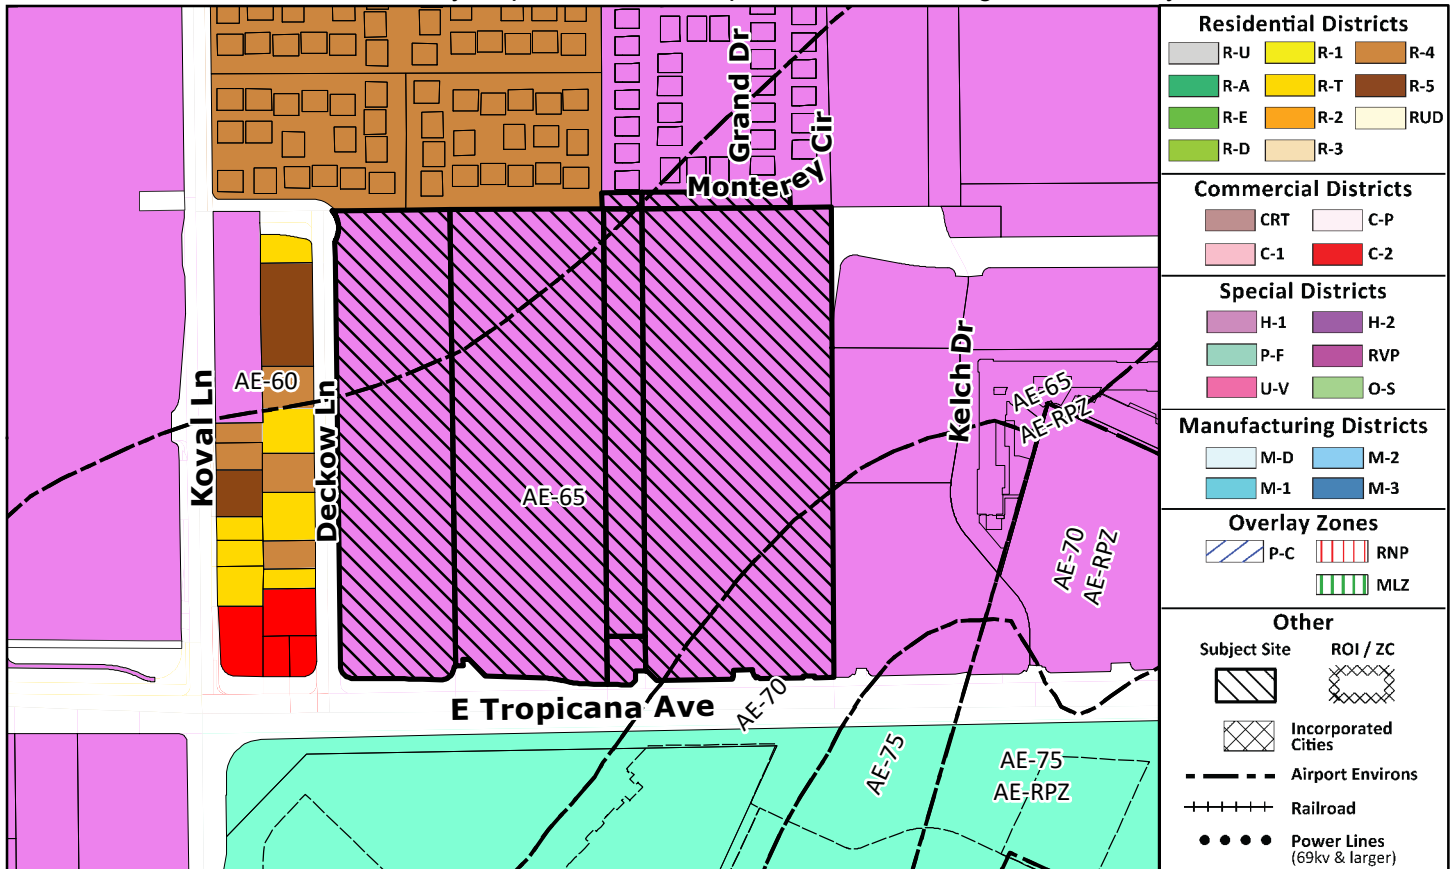 Grand Dr
Monterey Cir
Koval Ln
AE-60
Deckow Ln
AE-65
Kelch Dr
AE-65
AE-RPZ
AE-70
AE-RPZ
E Tropicana Ave
AE-70
AE-75
AE-75
AE-RPZ
Residential Districts
R-U R-1 R-4
R-A R-T R-5
R-E R-2 RUD
R-D R-3
Commercial Districts
CRT C-P
C-1 C-2
Special Districts
H-1 H-2
P-F RVP
U-V O-S
Manufacturing Districts
M-D M-2
M-1 M-3
Overlay Zones
P-C RNP
MLZ
Other
Subject Site ROI / ZC
Incorporated
Cities
Airport Environs
Railroad
Power Lines
(69kv & larger)